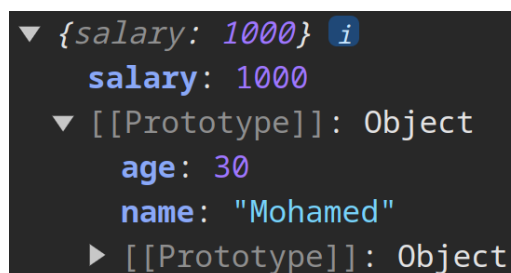 ▼ {salary: 1000} i
salary: 1000
▼ [[Prototype]]: Object
age: 30
name: "Mohamed"
▶ [[Prototype]]: Object